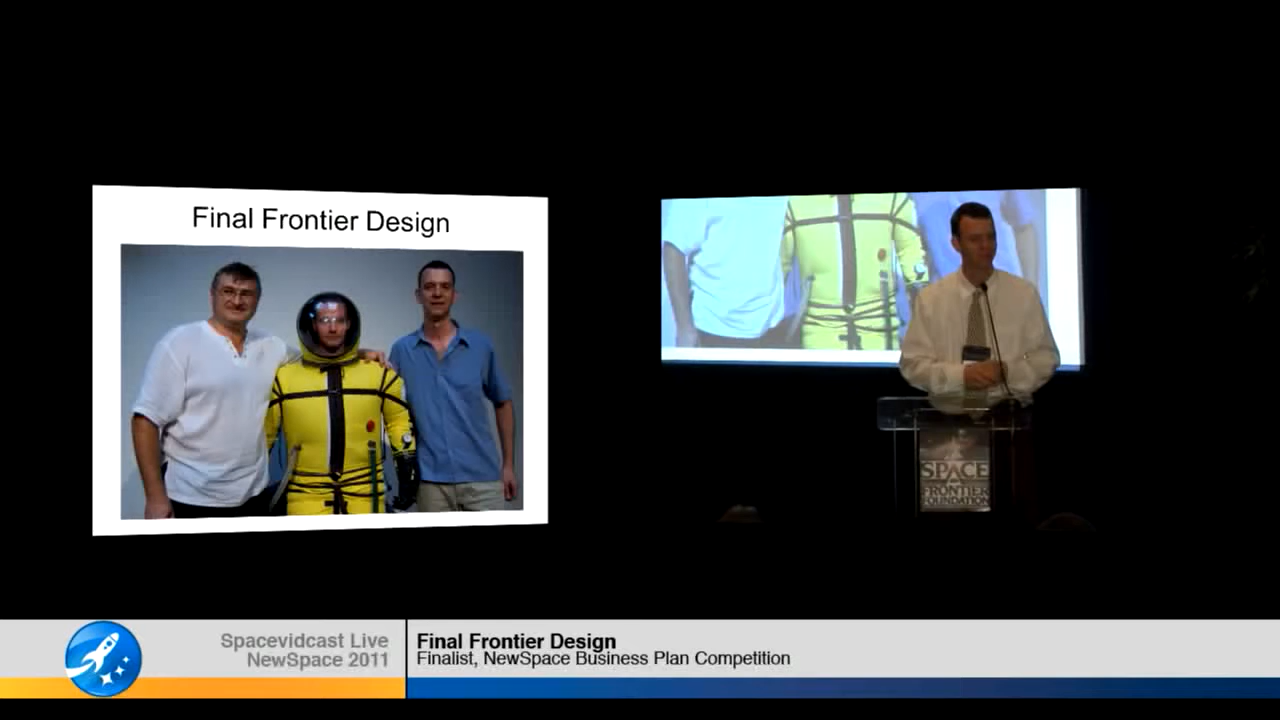 Final Frontier Design
SPACE
FRONTIER
FOUNDATION
Spacevidcast Live
NewSpace 2011
Final Frontier Design
Finalist, NewSpace Business Plan Competition